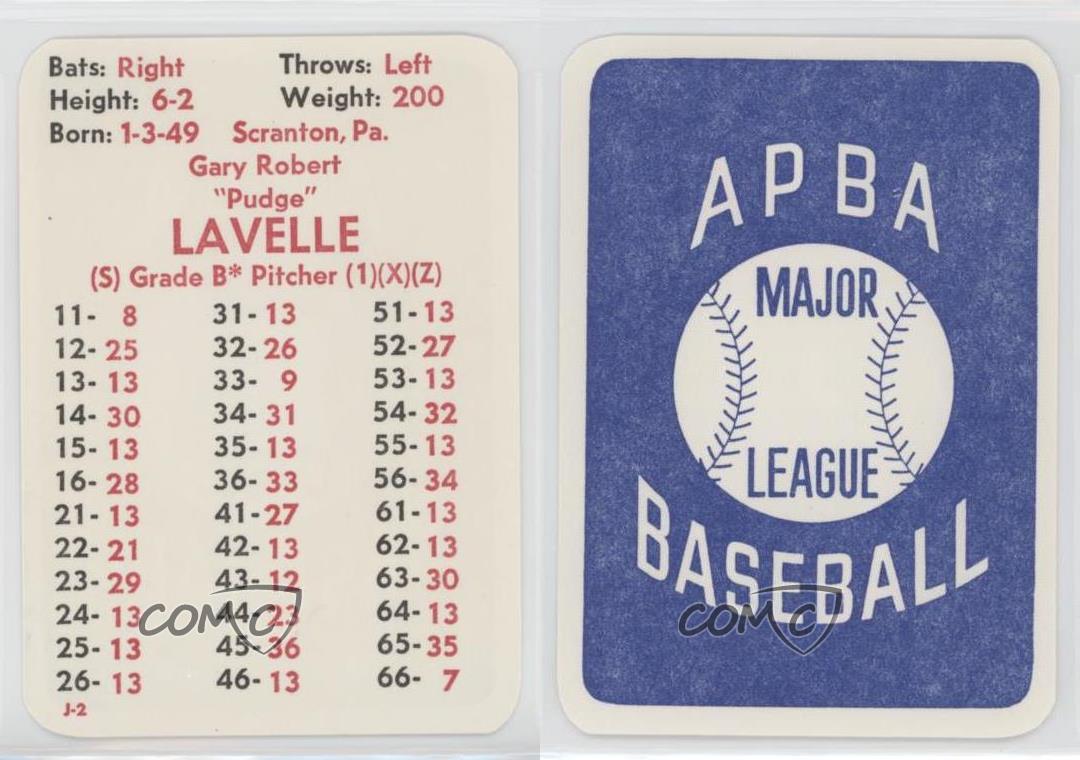 Bats: Right Throws: Left
Height: 6-2 Weight: 200
Born: 1-3-49 Scranton, Pa.
Gary Robert
"Pudge"
LAVELLE
(S) Grade B* Pitcher (1)(X)(Z)
11- 8 31- 13 51- 13
12- 25 32- 26 52- 27
13- 13 33- 9 53- 13
14- 30 34- 31 54- 32
15- 13 35- 13 55- 13
16- 28 36- 33 56- 34
21- 13 41- 27 61- 13
22- 21 42- 13 62- 13
23- 29 43- 12 63- 30
24- 13 44- 23 64- 13
25- 13 45- 36 65- 35
26- 13 46- 13 66- 7
J-2
COMC
APBA
MAJOR
LEAGUE
BASEBALL
COMC